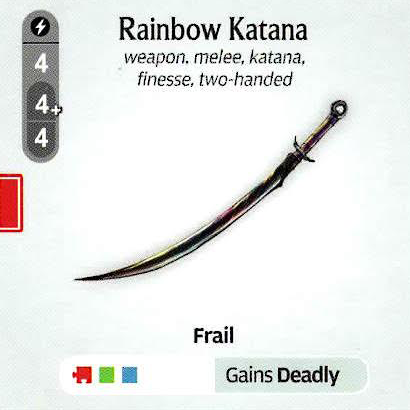 Rainbow Katana
weapon, melee, katana,
finesse, two-handed
4
4+
4
Frail
Gains Deadly